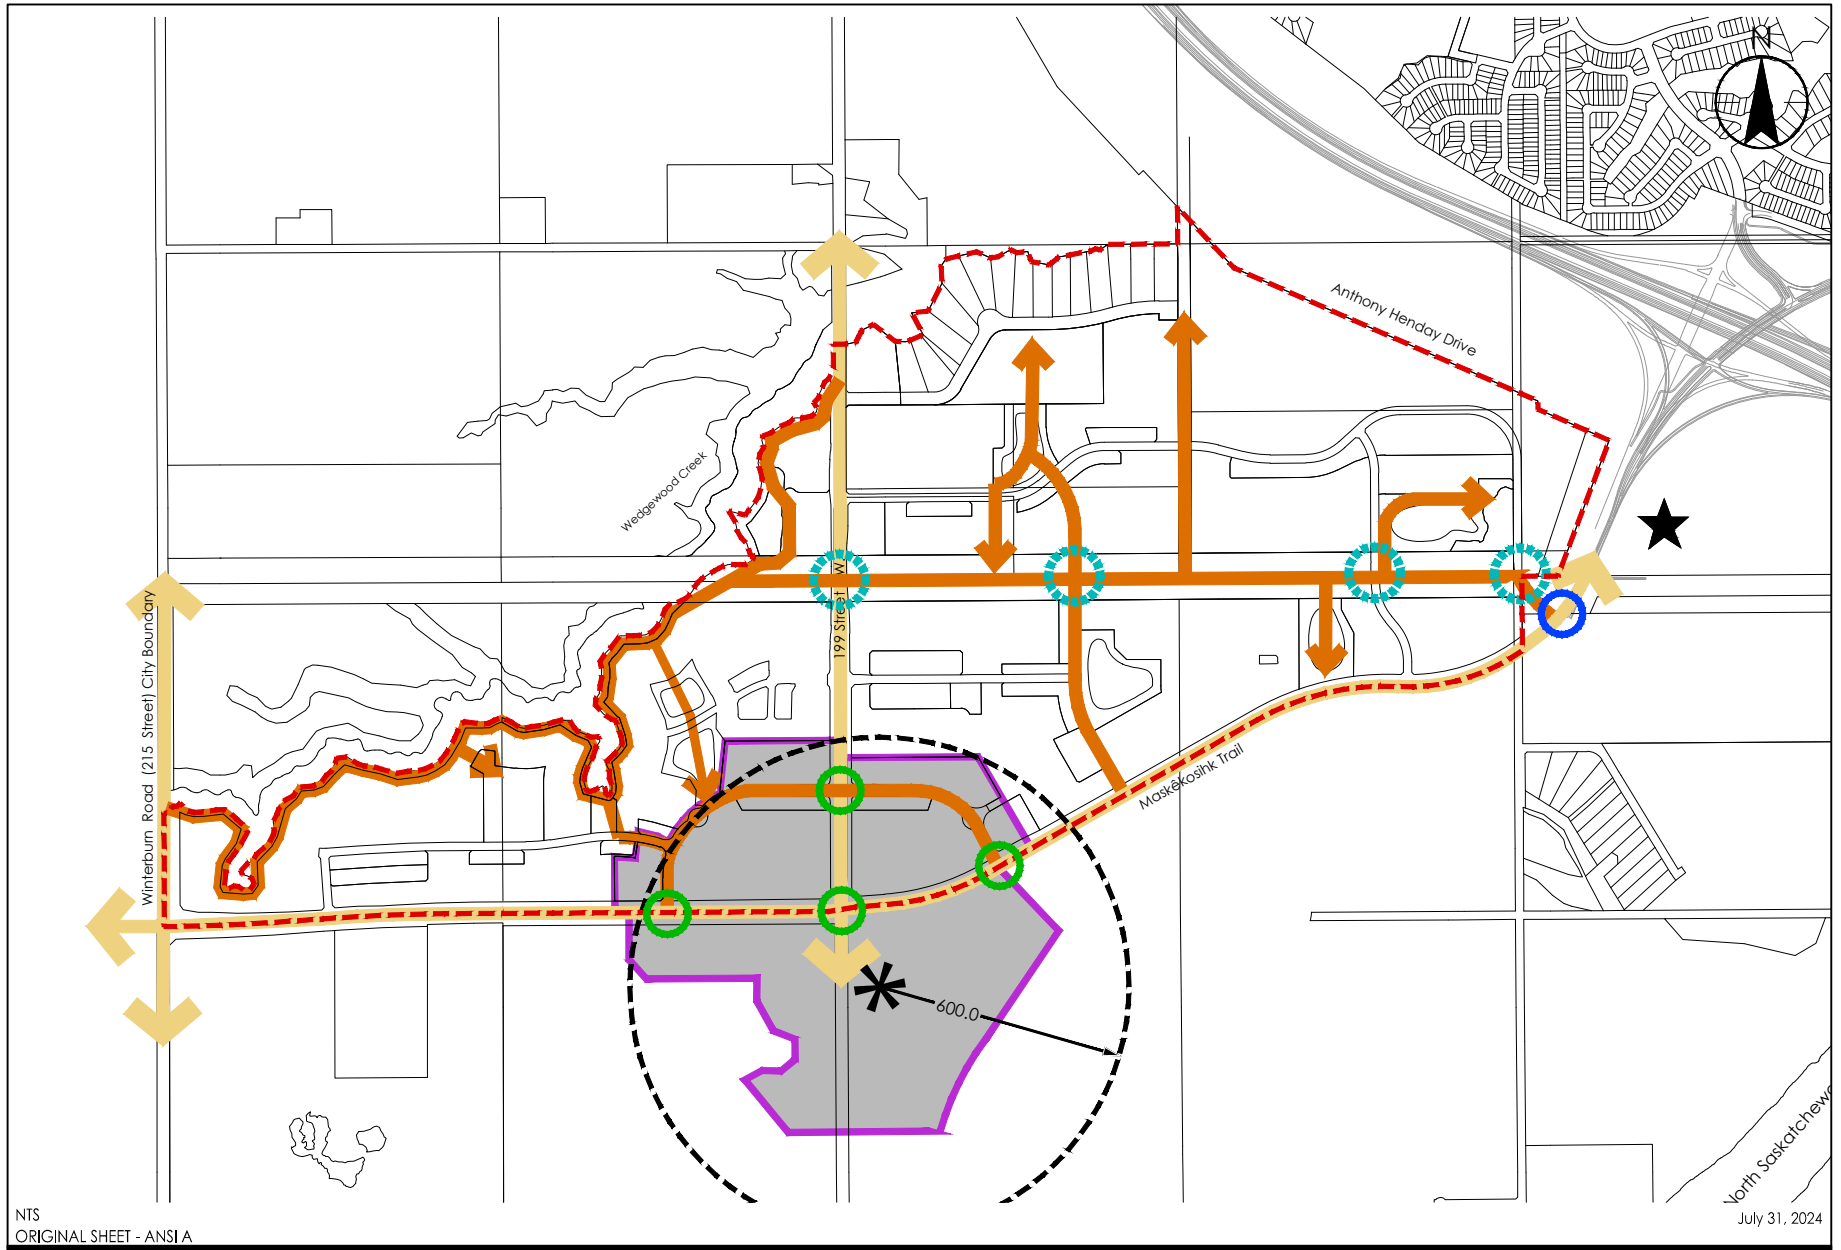 N
Anthony Henday Drive
Wedgewood Creek
199 Street NW
Winterburn Road (215 Street) City Boundary
Maskêkosihk Trail
600.0
North Saskatchewa
NTS
ORIGINAL SHEET - ANSI A
July 31, 2024